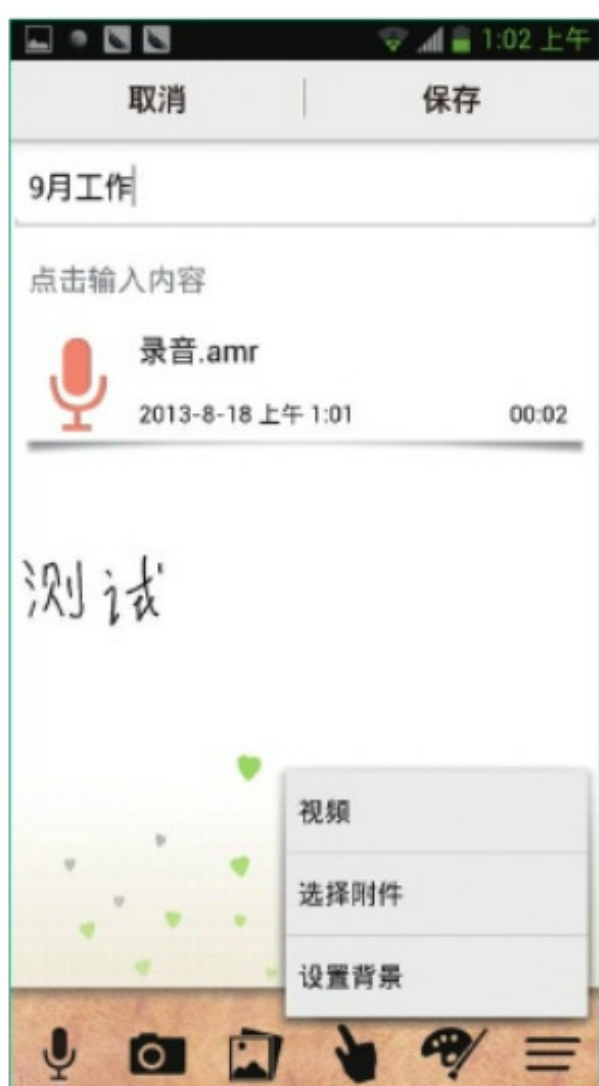 1:02 上午
取消 保存
9月工作
点击输入内容
录音.amr
2013-8-18 上午 1:01 00:02
测试
视频
选择附件
设置背景